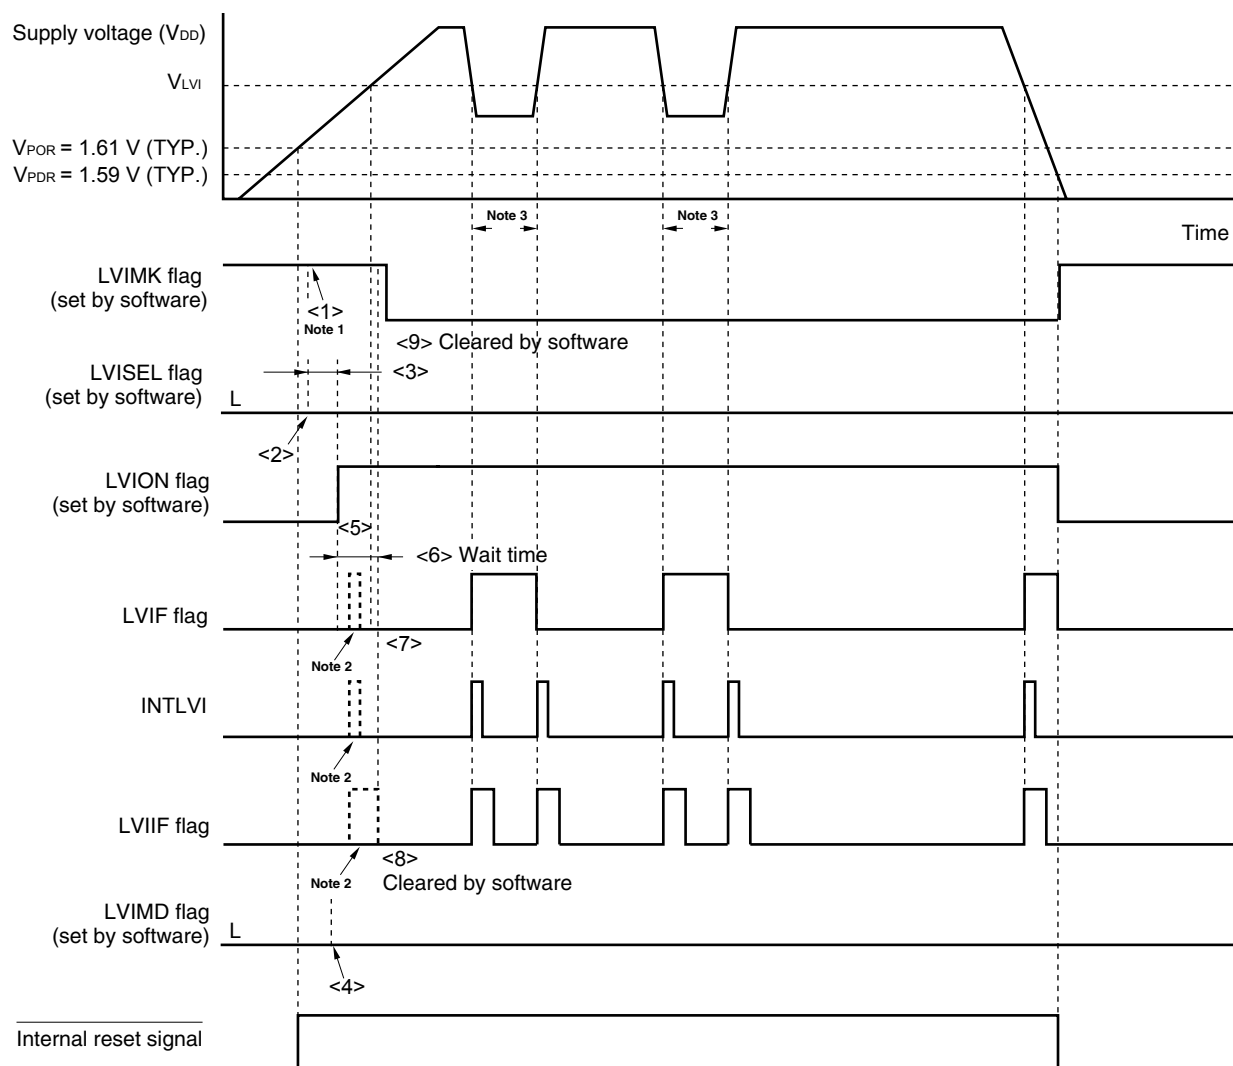 Supply voltage (VDD)
VLVI
VPOR = 1.61 V (TYP.)
VPDR = 1.59 V (TYP.)
Note 3
Note 3
Time
LVIMK flag
(set by software)
<1>
Note 1
<9> Cleared by software
LVISEL flag
(set by software)
L
<3>
<2>
LVION flag
(set by software)
<5>
<6> Wait time
LVIF flag
<7>
Note 2
INTLVI
Note 2
LVIIF flag
<8>
Cleared by software
Note 2
LVIMD flag
(set by software)
L
<4>
Internal reset signal